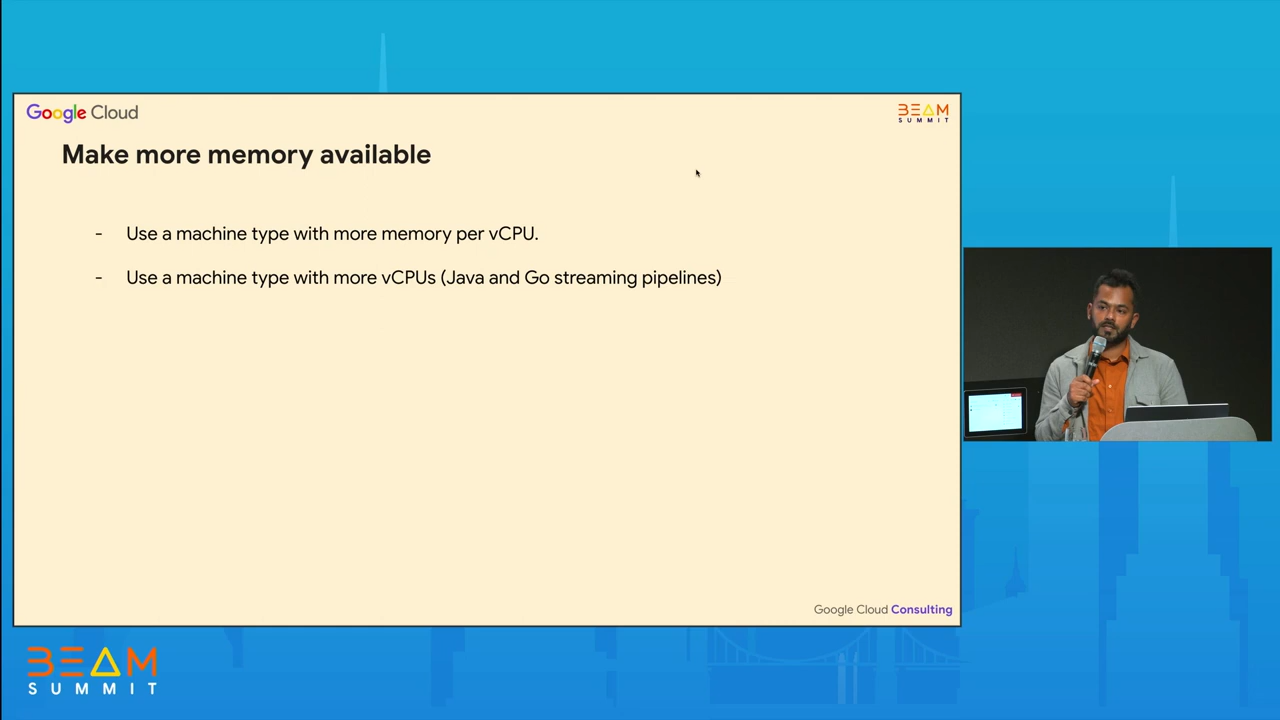 Google Cloud
BEAM
SUMMIT
Make more memory available
- Use a machine type with more memory per vCPU.
- Use a machine type with more vCPUs (Java and Go streaming pipelines)
Google Cloud Consulting
BEAM
SUMMIT